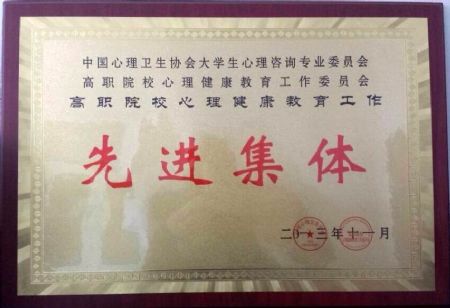 中国心理卫生协会大学生心理咨询专业委员会
高职院校心理健康教育工作委员会
高职院校心理健康教育工作
先进集体
二〇一三年十一月